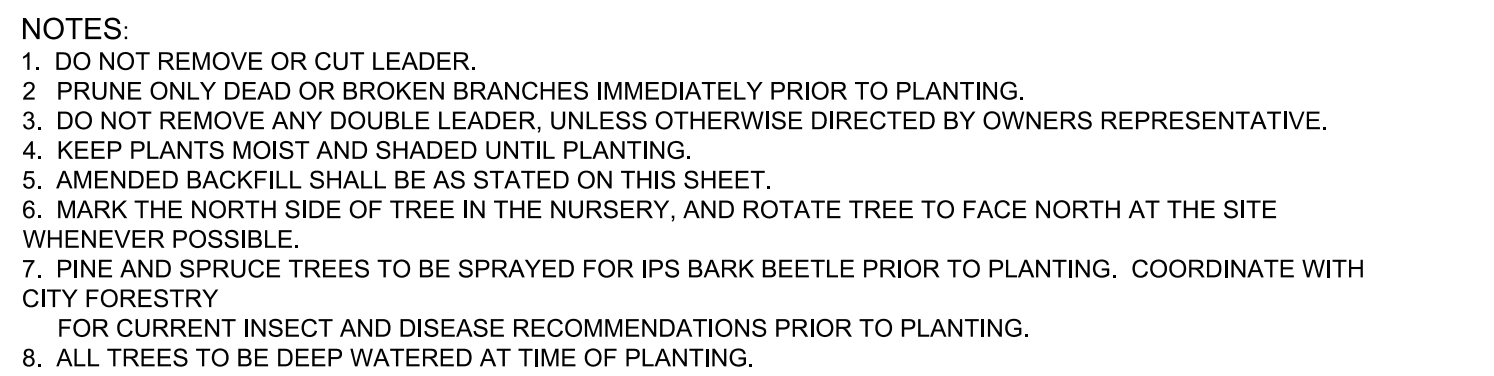 NOTES:
1. DO NOT REMOVE OR CUT LEADER.
2 PRUNE ONLY DEAD OR BROKEN BRANCHES IMMEDIATELY PRIOR TO PLANTING.
3. DO NOT REMOVE ANY DOUBLE LEADER, UNLESS OTHERWISE DIRECTED BY OWNERS REPRESENTATIVE.
4. KEEP PLANTS MOIST AND SHADED UNTIL PLANTING.
5. AMENDED BACKFILL SHALL BE AS STATED ON THIS SHEET.
6. MARK THE NORTH SIDE OF TREE IN THE NURSERY, AND ROTATE TREE TO FACE NORTH AT THE SITE
WHENEVER POSSIBLE.
7. PINE AND SPRUCE TREES TO BE SPRAYED FOR IPS BARK BEETLE PRIOR TO PLANTING. COORDINATE WITH
CITY FORESTRY
FOR CURRENT INSECT AND DISEASE RECOMMENDATIONS PRIOR TO PLANTING.
8. ALL TREES TO BE DEEP WATERED AT TIME OF PLANTING.